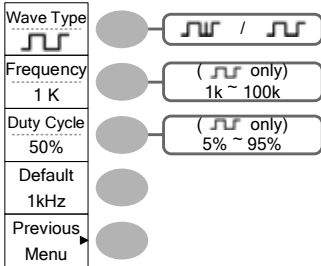 Wave Type
/
Frequency
1 K
( only)
1k ~ 100k
Duty Cycle
50%
( only)
5% ~ 95%
Default
1kHz
Previous
Menu